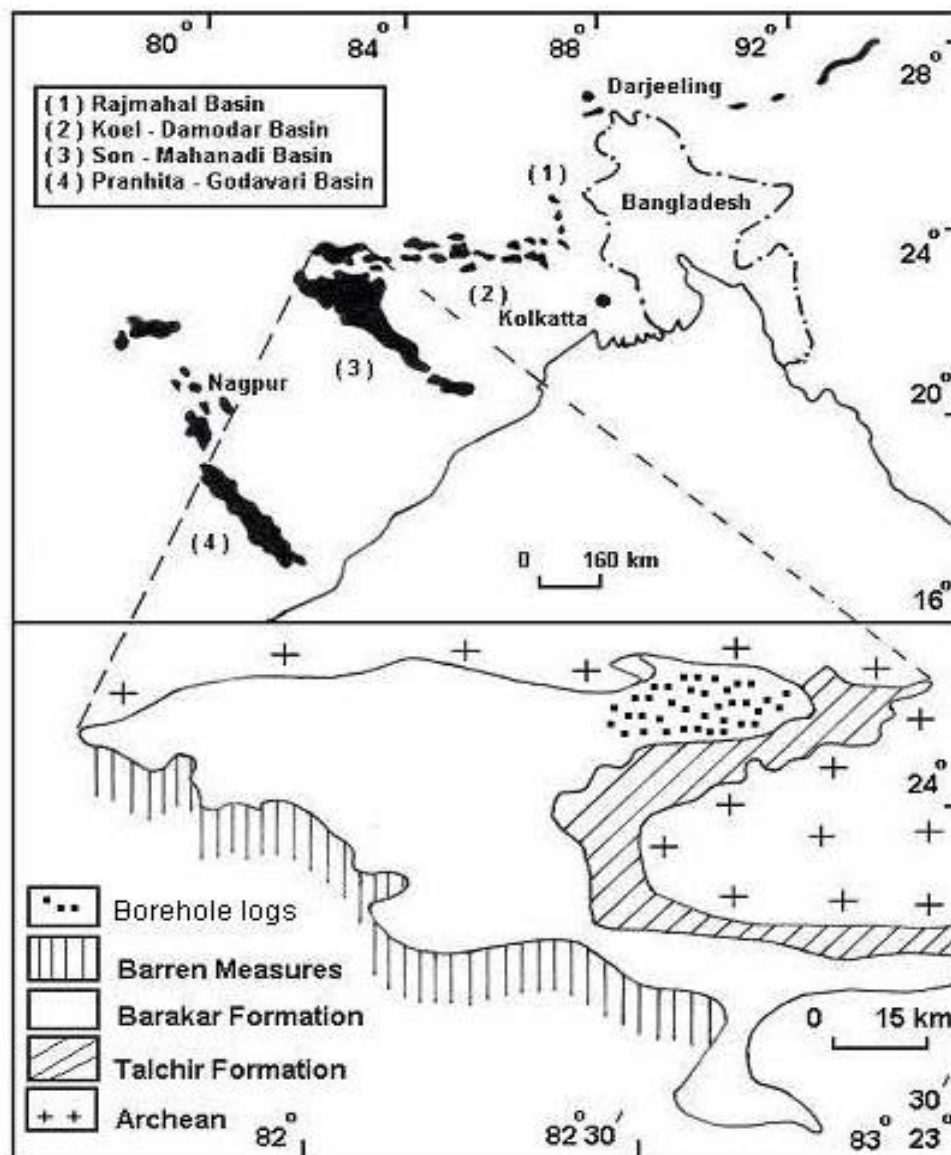 80°
84°
88°
92°
28°
Darjeeling
( 1 ) Rajmahal Basin
( 2 ) Koel - Damodar Basin
( 3 ) Son - Mahanadi Basin
( 4 ) Pranhita - Godavari Basin
( 1 )
Bangladesh
24°
( 2 )
Kolkatta
( 3 )
Nagpur
20°
( 4 )
0 160 km
16°
24°
Borehole logs
Barren Measures
Barakar Formation
0 15 km
Talchir Formation
Archean
30′
82°
82° 30′
83°
23°